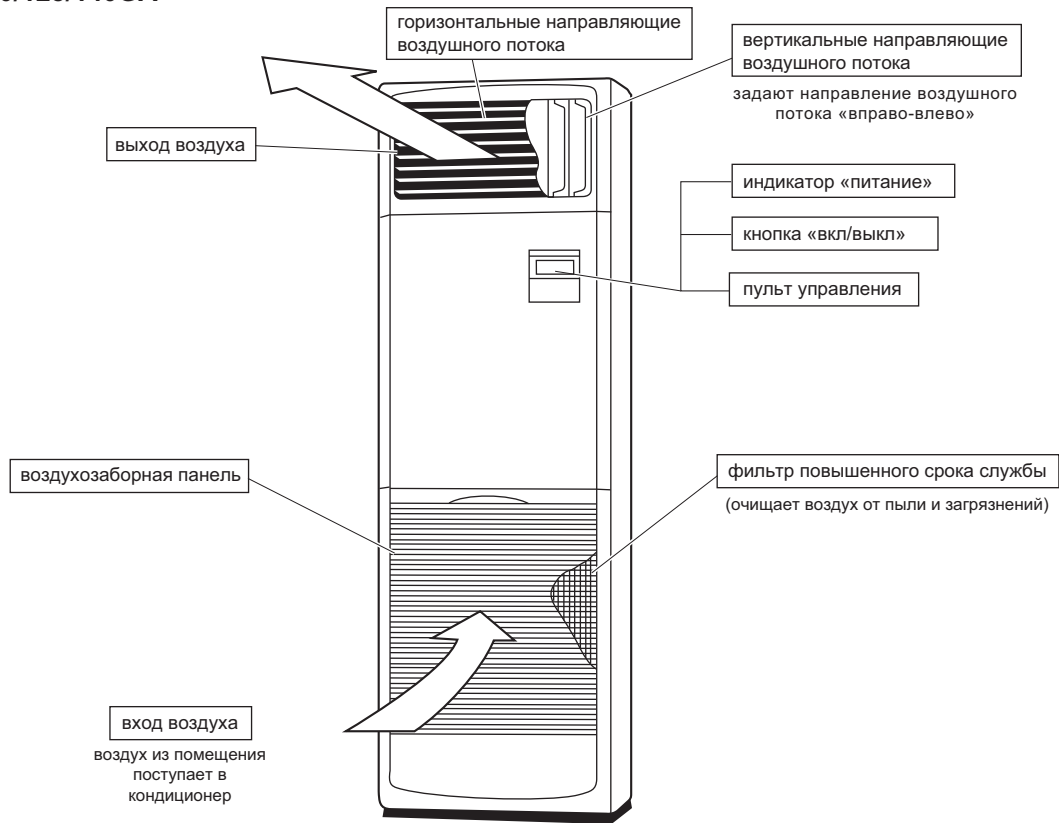 горизонтальные направляющие
воздушного потока
вертикальные направляющие
воздушного потока
задают направление воздушного
потока «вправо-влево»
выход воздуха
индикатор «питание»
кнопка «вкл/выкл»
пульт управления
воздухозаборная панель
фильтр повышенного срока службы
(очищает воздух от пыли и загрязнений)
вход воздуха
воздух из помещения
поступает в
кондиционер